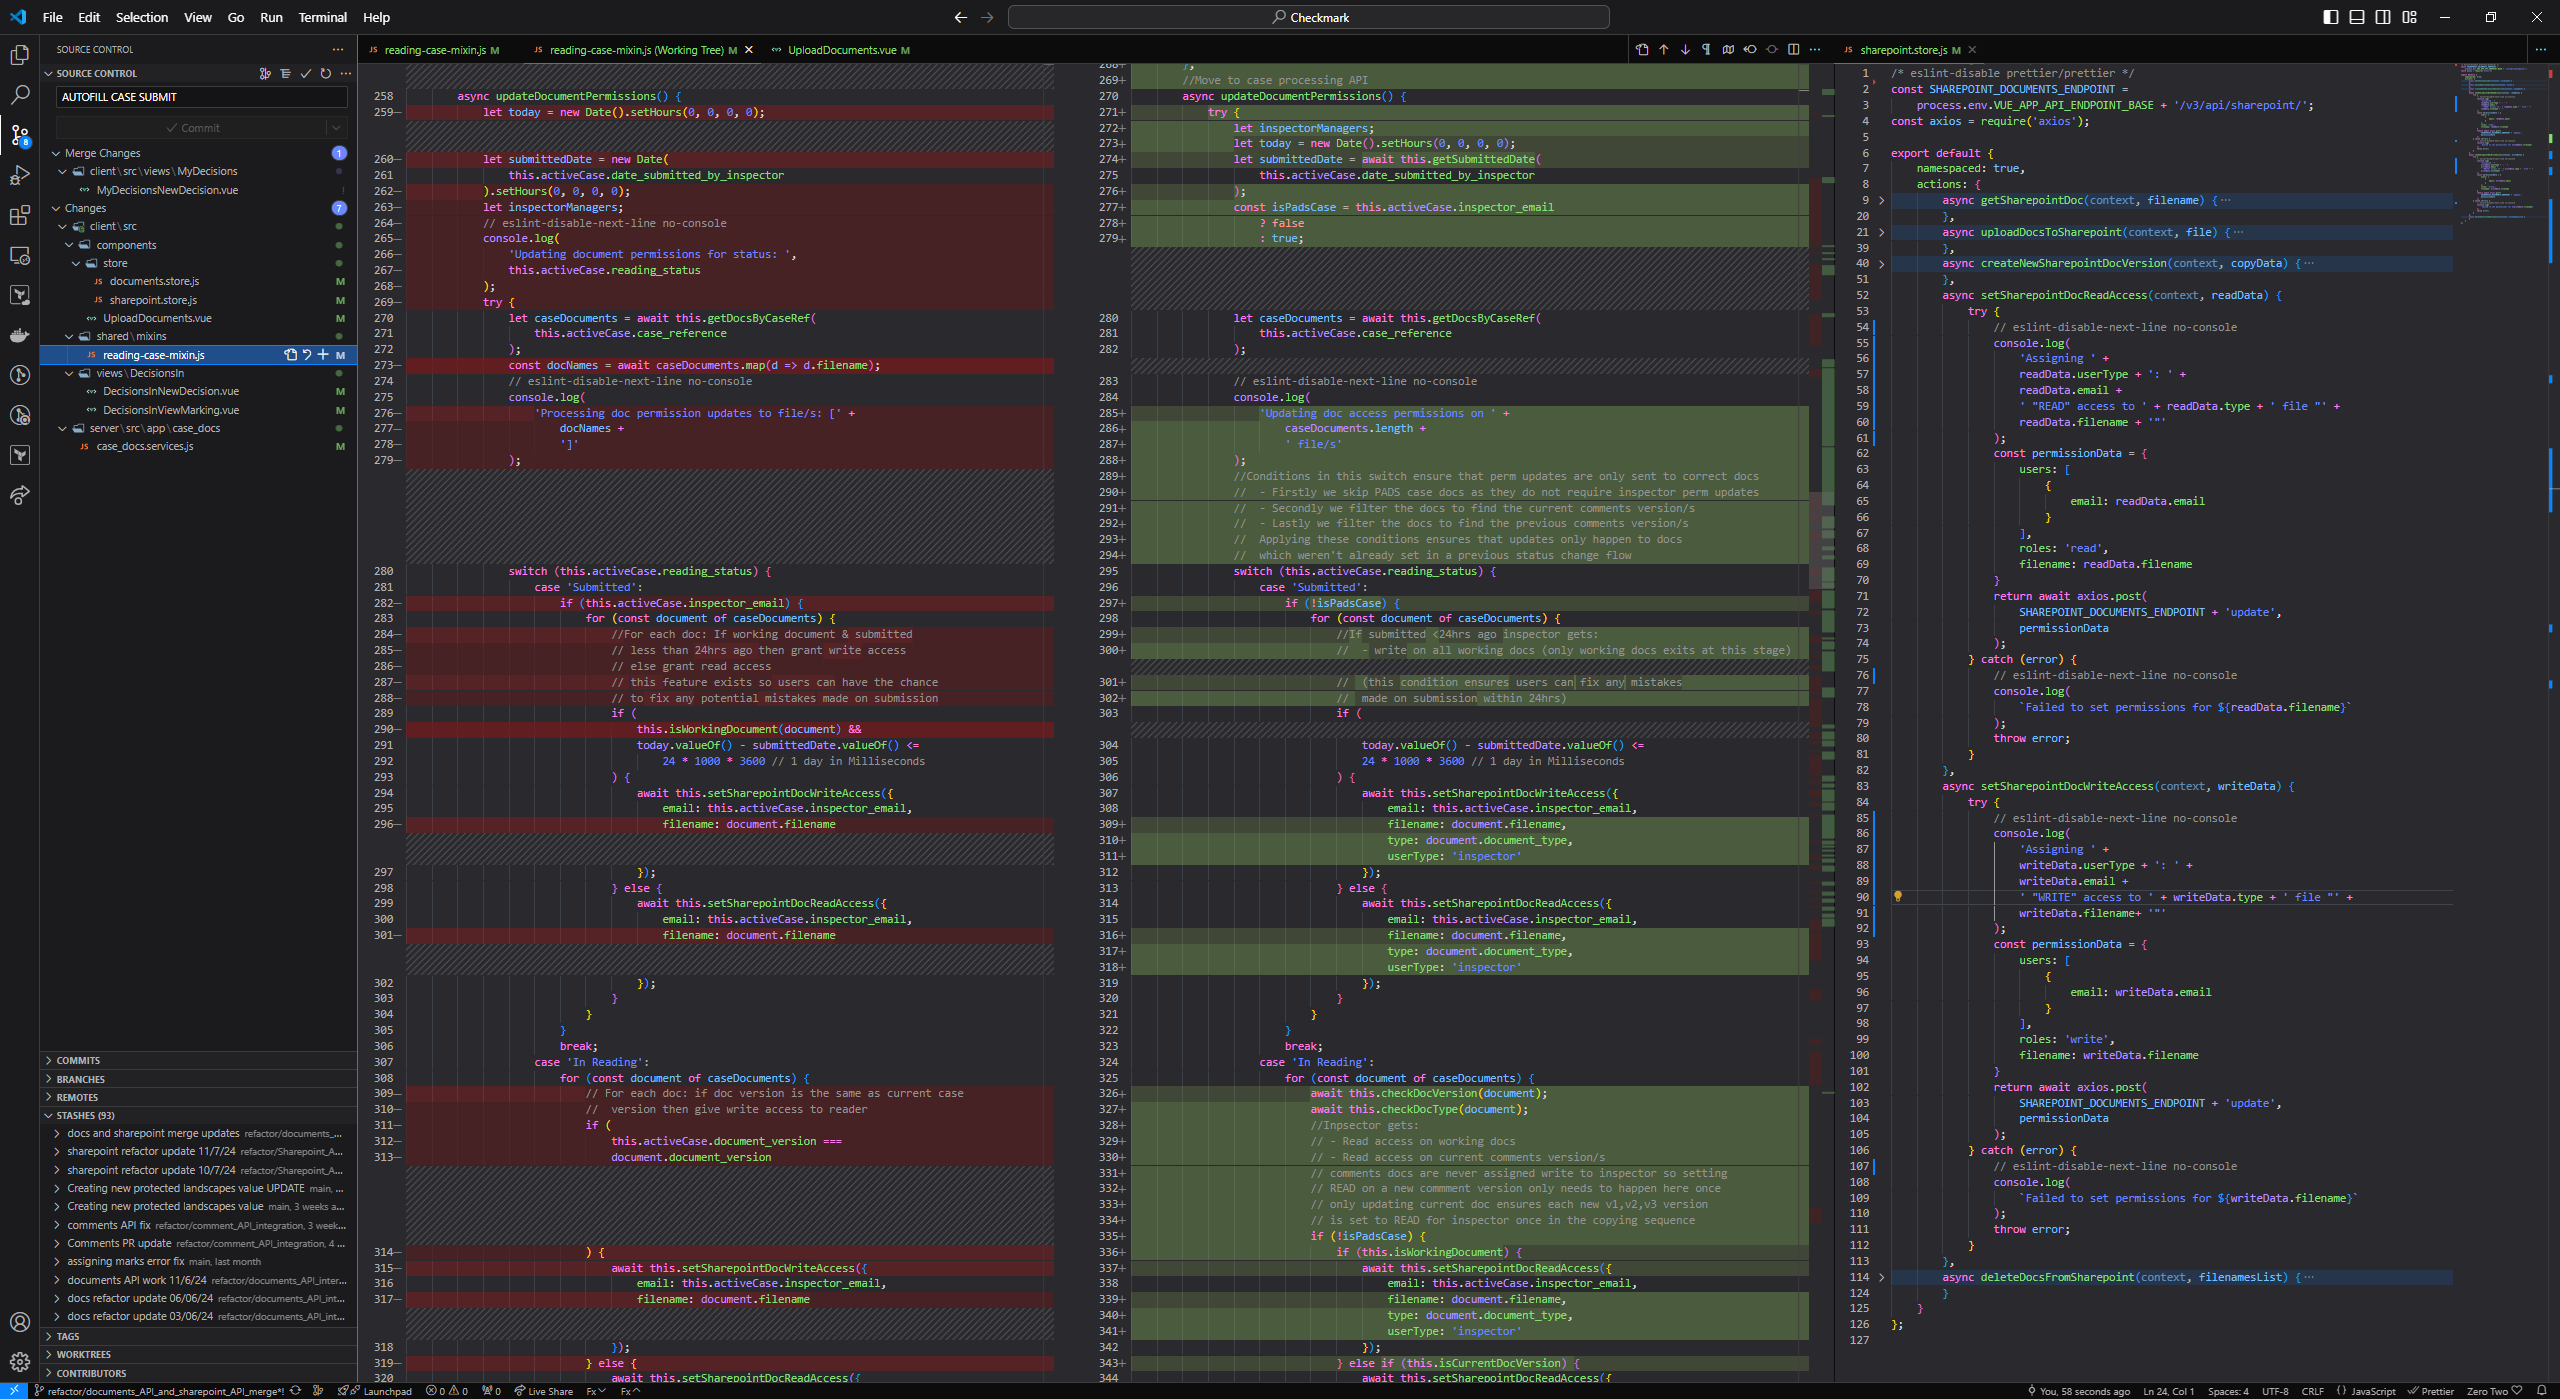 File Edit Selection View Go Run Terminal Help
Checkmark
SOURCE CONTROL
SOURCE CONTROL
AUTOFILL CASE SUBMIT
Commit
Merge Changes 1
client\src\views\MyDecisions
MyDecisionsNewDecision.vue !
Changes 7
client\src
components
store
documents.store.js M
sharepoint.store.js M
UploadDocuments.vue M
shared\mixins
reading-case-mixin.js M
views\DecisionsIn
DecisionsInNewDecision.vue M
DecisionsInViewMarking.vue M
server\src\app\case_docs
case_docs.services.js M
COMMITS
BRANCHES
REMOTES
STASHES (93)
docs and sharepoint merge updates refactor/documents_...
sharepoint refactor update 11/7/24 refactor/Sharepoint_A...
sharepoint refactor update 10/7/24 refactor/Sharepoint_A...
Creating new protected landscapes value UPDATE main, ...
Creating new protected landscapes value main, 3 weeks a...
comments API fix refactor/comment_API_integration, 3 week...
Comments PR update refactor/comment_API_integration, 4 ...
assigning marks error fix main, last month
documents API work 11/6/24 refactor/documents_API_inter...
docs refactor update 06/06/24 refactor/documents_API_int...
docs refactor update 03/06/24 refactor/documents_API_int...
TAGS
WORKTREES
CONTRIBUTORS
JS reading-case-mixin.js M
JS reading-case-mixin.js (Working Tree) M
UploadDocuments.vue M
258 async updateDocumentPermissions() {
259— let today = new Date().setHours(0, 0, 0, 0);
260— let submittedDate = new Date(
261 this.activeCase.date_submitted_by_inspector
262— ).setHours(0, 0, 0, 0);
263— let inspectorManagers;
264— // eslint-disable-next-line no-console
265— console.log(
266— 'Updating document permissions for status: ',
267— this.activeCase.reading_status
268— );
269— try {
270 let caseDocuments = await this.getDocsByCaseRef(
271 this.activeCase.case_reference
272 );
273— const docNames = await caseDocuments.map(d => d.filename);
274 // eslint-disable-next-line no-console
275 console.log(
276— 'Processing doc permission updates to file/s: [' +
277— docNames +
278— ']'
279— );
280 switch (this.activeCase.reading_status) {
281 case 'Submitted':
282— if (this.activeCase.inspector_email) {
283 for (const document of caseDocuments) {
284— //For each doc: If working document & submitted
285— // less than 24hrs ago then grant write access
286— // else grant read access
287— // this feature exists so users can have the chance
288— // to fix any potential mistakes made on submission
289 if (
290— this.isWorkingDocument(document) &&
291 today.valueOf() - submittedDate.valueOf() <=
292 24 * 1000 * 3600 // 1 day in Milliseconds
293 ) {
294 await this.setSharepointDocWriteAccess({
295 email: this.activeCase.inspector_email,
296— filename: document.filename
297 });
298 } else {
299 await this.setSharepointDocReadAccess({
300 email: this.activeCase.inspector_email,
301— filename: document.filename
302 });
303 }
304 }
305 }
306 break;
307 case 'In Reading':
308 for (const document of caseDocuments) {
309— // For each doc: if doc version is the same as current case
310— // version then give write access to reader
311— if (
312— this.activeCase.document_version ===
313— document.document_version
314— ) {
315— await this.setSharepointDocWriteAccess({
316 email: this.activeCase.inspector_email,
317— filename: document.filename
318 });
319— } else {
320 await this.setSharepointDocReadAccess({
268+ },
269+ //Move to case processing API
270 async updateDocumentPermissions() {
271+ try {
272+ let inspectorManagers;
273+ let today = new Date().setHours(0, 0, 0, 0);
274+ let submittedDate = await this.getSubmittedDate(
275 this.activeCase.date_submitted_by_inspector
276+ );
277+ const isPadsCase = this.activeCase.inspector_email
278+ ? false
279+ : true;
280 let caseDocuments = await this.getDocsByCaseRef(
281 this.activeCase.case_reference
282 );
283 // eslint-disable-next-line no-console
284 console.log(
285+ 'Updating doc access permissions on ' +
286+ caseDocuments.length +
287+ ' file/s'
288+ );
289+ //Conditions in this switch ensure that perm updates are only sent to correct docs
290+ // - Firstly we skip PADS case docs as they do not require inspector perm updates
291+ // - Secondly we filter the docs to find the current comments version/s
292+ // - Lastly we filter the docs to find the previous comments version/s
293+ // Applying these conditions ensures that updates only happen to docs
294+ // which weren't already set in a previous status change flow
295 switch (this.activeCase.reading_status) {
296 case 'Submitted':
297+ if (!isPadsCase) {
298 for (const document of caseDocuments) {
299+ //If submitted <24hrs ago inspector gets:
300+ // - write on all working docs (only working docs exits at this stage)
301+ // (this condition ensures users can fix any mistakes
302+ // made on submission within 24hrs)
303 if (
304 today.valueOf() - submittedDate.valueOf() <=
305 24 * 1000 * 3600 // 1 day in Milliseconds
306 ) {
307 await this.setSharepointDocWriteAccess({
308 email: this.activeCase.inspector_email,
309+ filename: document.filename,
310+ type: document.document_type,
311+ userType: 'inspector'
312 });
313 } else {
314 await this.setSharepointDocReadAccess({
315 email: this.activeCase.inspector_email,
316+ filename: document.filename,
317+ type: document.document_type,
318+ userType: 'inspector'
319 });
320 }
321 }
322 }
323 break;
324 case 'In Reading':
325 for (const document of caseDocuments) {
326+ await this.checkDocVersion(document);
327+ await this.checkDocType(document);
328+ //Inpsector gets:
329+ // - Read access on working docs
330+ // - Read access on current comments version/s
331+ // comments docs are never assigned write to inspector so setting
332+ // READ on a new commment version only needs to happen here once
333+ // only updating current doc ensures each new v1,v2,v3 version
334+ // is set to READ for inspector once in the copying sequence
335+ if (!isPadsCase) {
336+ if (this.isWorkingDocument) {
337+ await this.setSharepointDocReadAccess({
338 email: this.activeCase.inspector_email,
339+ filename: document.filename,
340+ type: document.document_type,
341+ userType: 'inspector'
342 });
343+ } else if (this.isCurrentDocVersion) {
344 await this.setSharepointDocReadAccess({
JS sharepoint.store.js M
1 /* eslint-disable prettier/prettier */
2 const SHAREPOINT_DOCUMENTS_ENDPOINT =
3 process.env.VUE_APP_API_ENDPOINT_BASE + '/v3/api/sharepoint/';
4 const axios = require('axios');
5
6 export default {
7 namespaced: true,
8 actions: {
9 async getSharepointDoc(context, filename) {···
20 },
21 async uploadDocsToSharepoint(context, file) {···
39 },
40 async createNewSharepointDocVersion(context, copyData) {···
51 },
52 async setSharepointDocReadAccess(context, readData) {
53 try {
54 // eslint-disable-next-line no-console
55 console.log(
56 'Assigning ' +
57 readData.userType + ': ' +
58 readData.email +
59 ' "READ" access to ' + readData.type + ' file "' +
60 readData.filename + '"'
61 );
62 const permissionData = {
63 users: [
64 {
65 email: readData.email
66 }
67 ],
68 roles: 'read',
69 filename: readData.filename
70 }
71 return await axios.post(
72 SHAREPOINT_DOCUMENTS_ENDPOINT + 'update',
73 permissionData
74 );
75 } catch (error) {
76 // eslint-disable-next-line no-console
77 console.log(
78 `Failed to set permissions for ${readData.filename}`
79 );
80 throw error;
81 }
82 },
83 async setSharepointDocWriteAccess(context, writeData) {
84 try {
85 // eslint-disable-next-line no-console
86 console.log(
87 'Assigning ' +
88 writeData.userType + ': ' +
89 writeData.email +
90 ' "WRITE" access to ' + writeData.type + ' file "' +
91 writeData.filename+ '"'
92 );
93 const permissionData = {
94 users: [
95 {
96 email: writeData.email
97 }
98 ],
99 roles: 'write',
100 filename: writeData.filename
101 }
102 return await axios.post(
103 SHAREPOINT_DOCUMENTS_ENDPOINT + 'update',
104 permissionData
105 );
106 } catch (error) {
107 // eslint-disable-next-line no-console
108 console.log(
109 `Failed to set permissions for ${writeData.filename}`
110 );
111 throw error;
112 }
113 },
114 async deleteDocsFromSharepoint(context, filenamesList) {···
124 }
125 }
126 };
127
refactor/documents_API_and_sharepoint_API_merge*! Launchpad 0 0 0 Live Share Fx Fx You, 58 seconds ago Ln 24, Col 1 Spaces: 4 UTF-8 CRLF {} JavaScript Prettier Zero Two